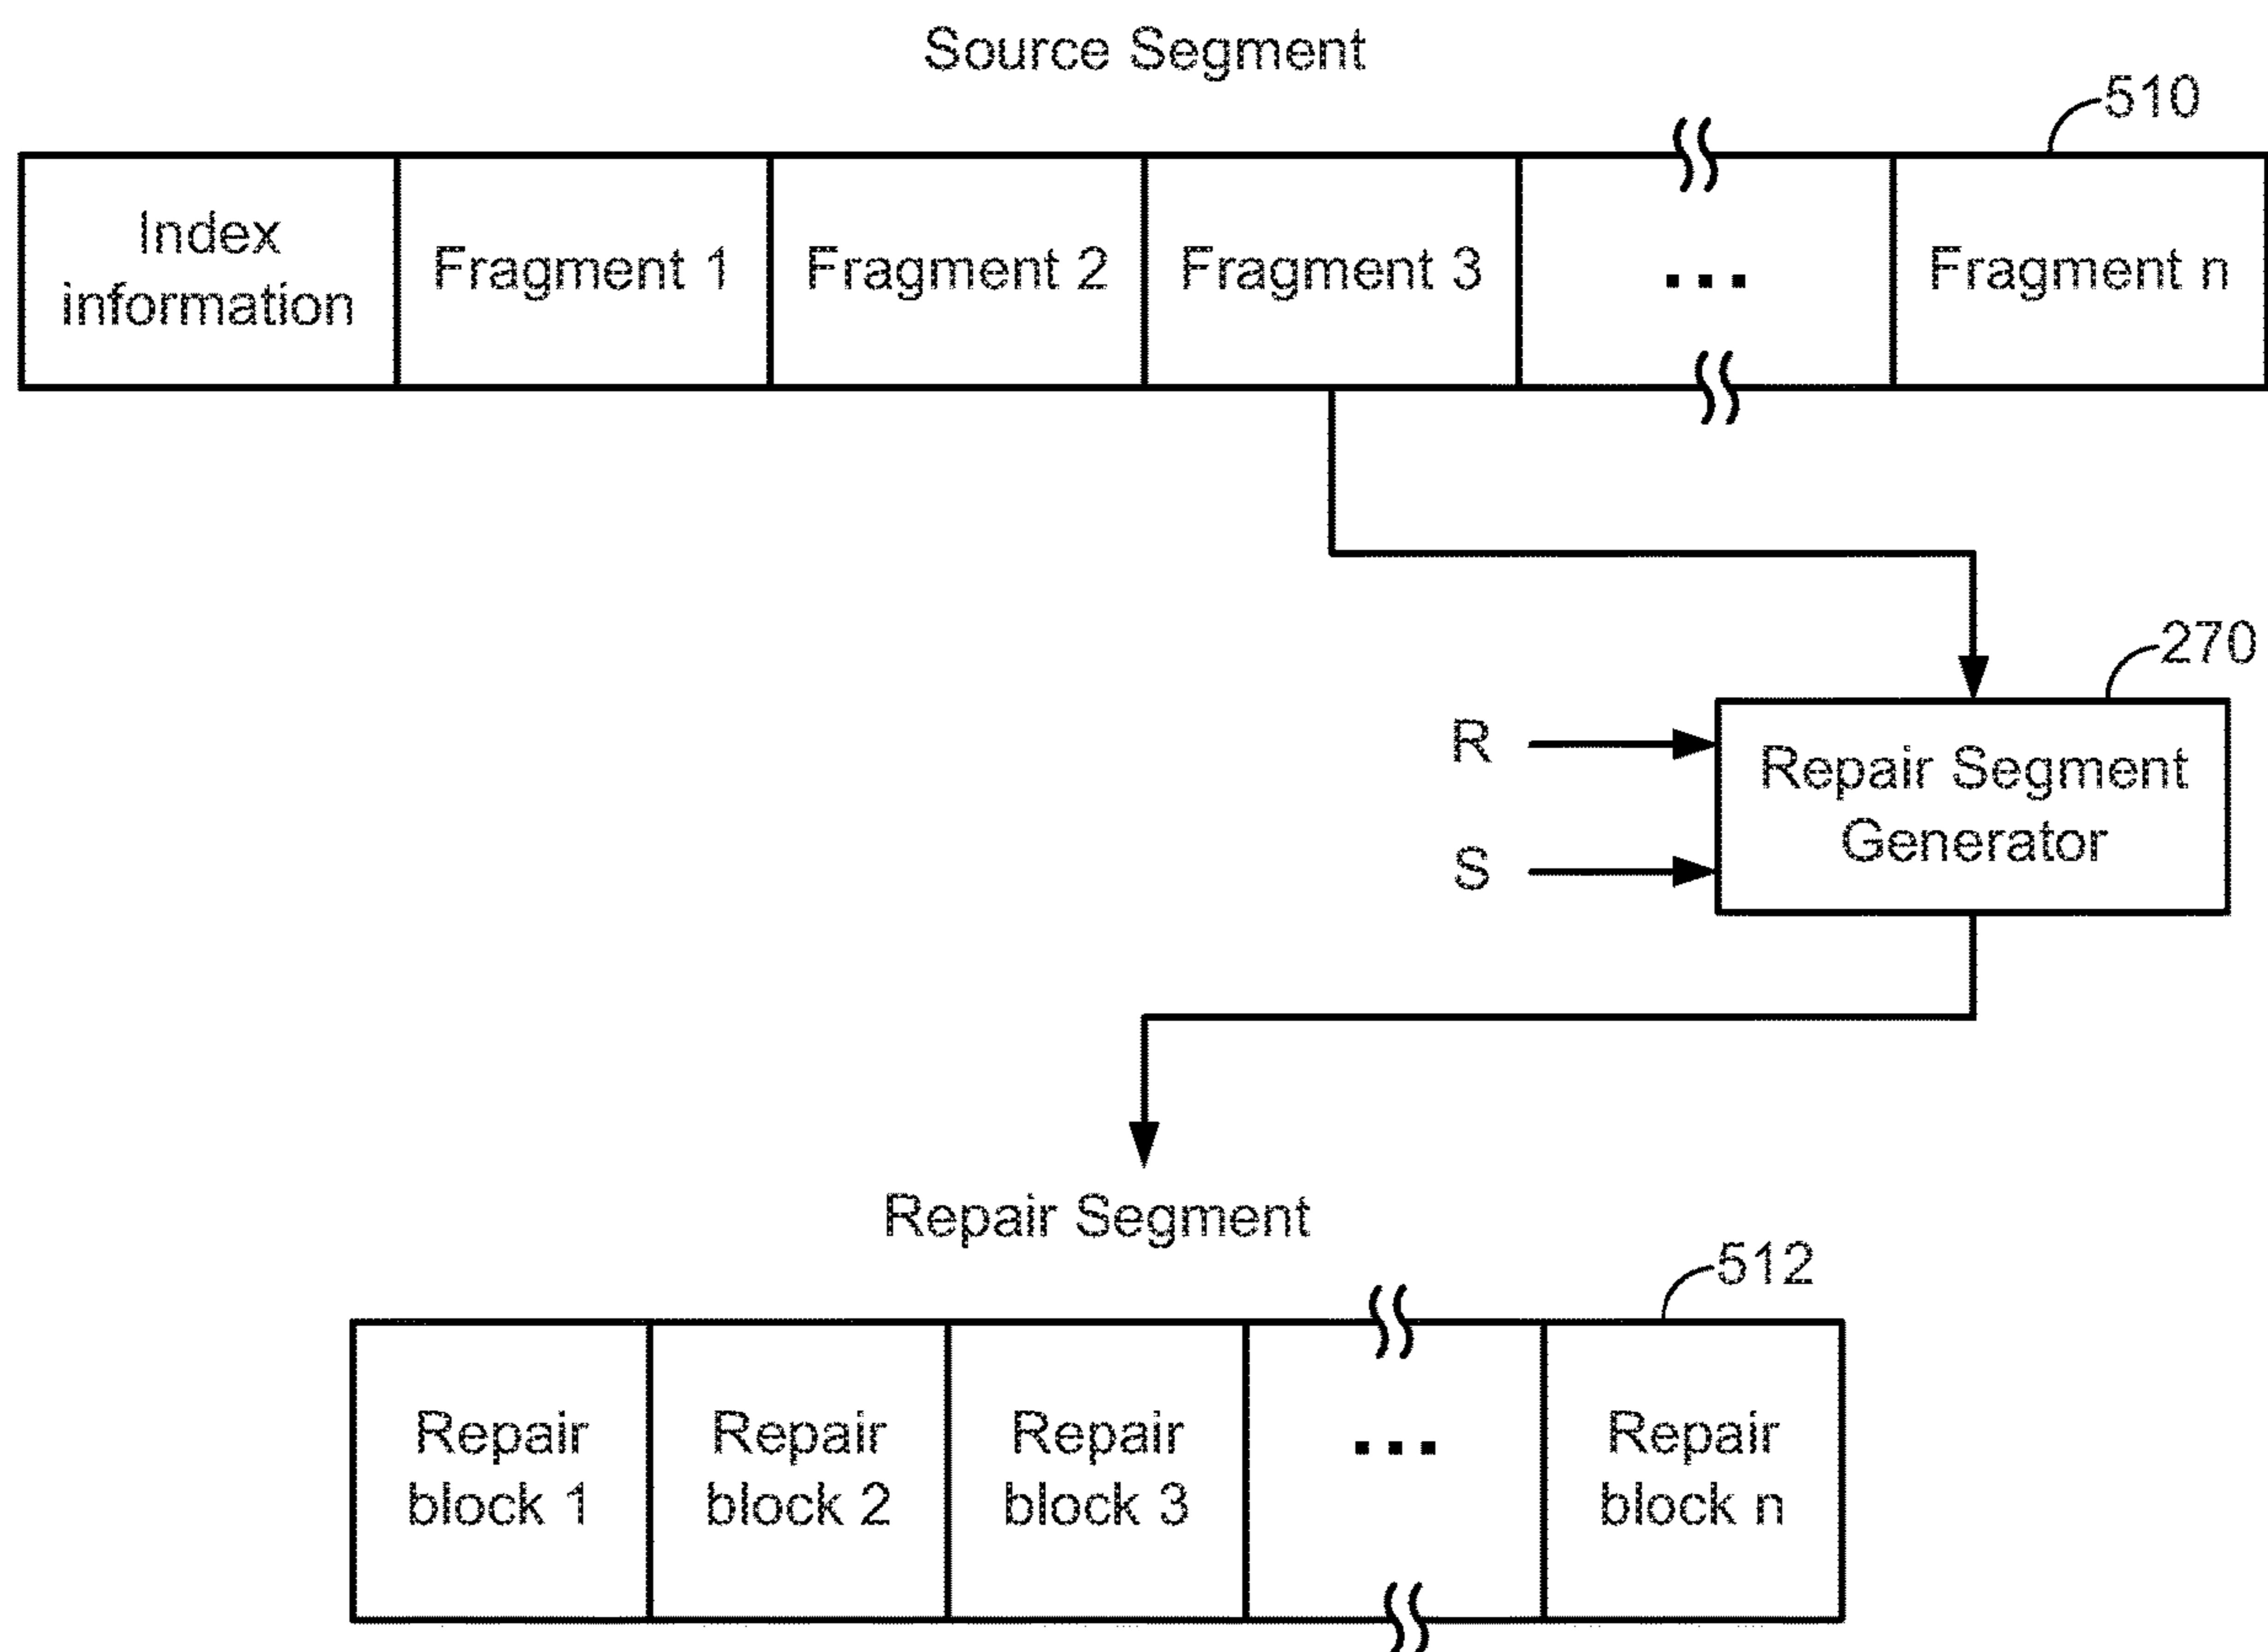 Source Segment
510
Index
information
Fragment 1
Fragment 2
Fragment 3
...
Fragment n
270
R
S
Repair Segment
Generator
Repair Segment
512
Repair
block 1
Repair
block 2
Repair
block 3
...
Repair
block n